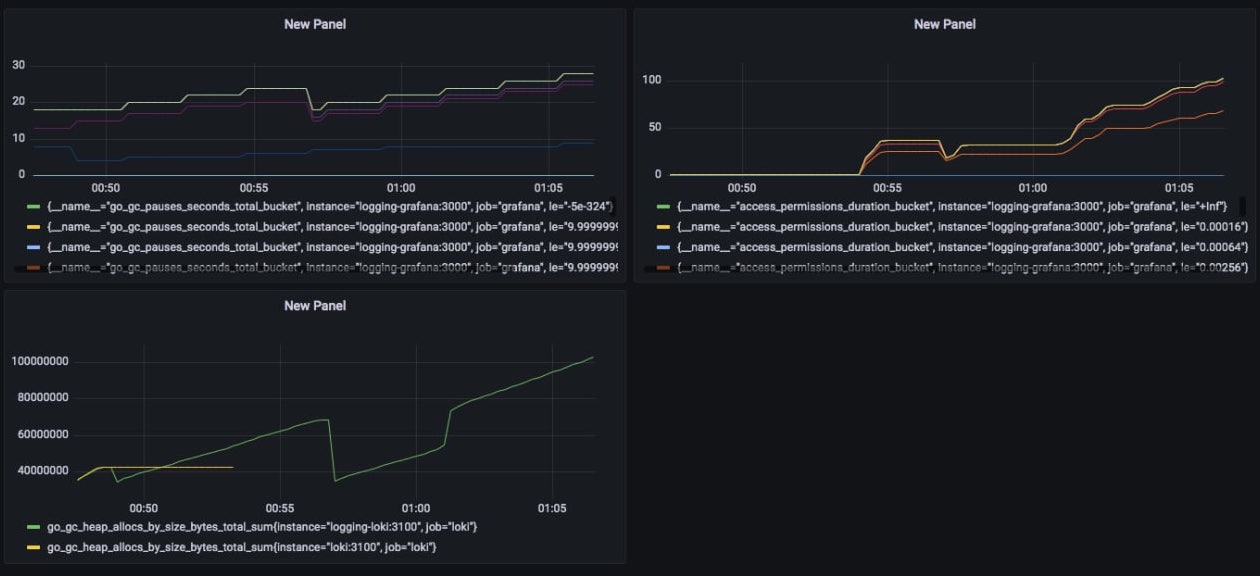 New Panel
30
20
10
0
00:50 00:55 01:00 01:05
{__name__="go_gc_pauses_seconds_total_bucket", instance="logging-grafana:3000", job="grafana", le="-5e-324"}
{__name__="go_gc_pauses_seconds_total_bucket", instance="logging-grafana:3000", job="grafana", le="9.9999999
{__name__="go_gc_pauses_seconds_total_bucket", instance="logging-grafana:3000", job="grafana", le="9.9999999
{__name__="go_gc_pauses_seconds_total_bucket", instance="logging-grafana:3000", job="grafana", le="9.9999999
New Panel
100
50
0
00:50 00:55 01:00 01:05
{__name__="access_permissions_duration_bucket", instance="logging-grafana:3000", job="grafana", le="+Inf"}
{__name__="access_permissions_duration_bucket", instance="logging-grafana:3000", job="grafana", le="0.00016"}
{__name__="access_permissions_duration_bucket", instance="logging-grafana:3000", job="grafana", le="0.00064"}
{__name__="access_permissions_duration_bucket", instance="logging-grafana:3000", job="grafana", le="0.00256"}
New Panel
100000000
80000000
60000000
40000000
00:50 00:55 01:00 01:05
go_gc_heap_allocs_by_size_bytes_total_sum{instance="logging-loki:3100", job="loki"}
go_gc_heap_allocs_by_size_bytes_total_sum{instance="loki:3100", job="loki"}